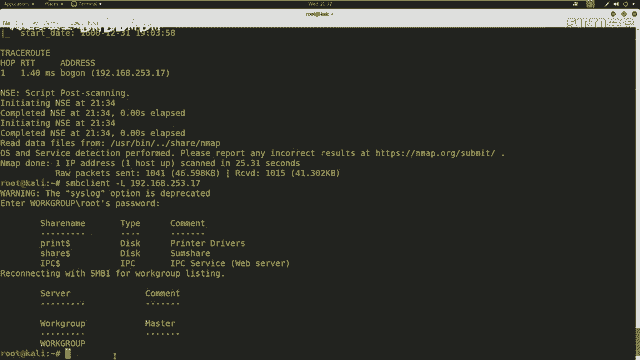 Applications
Places
Terminal
Wed 21:37
|_  start_date: 1600-12-31 19:03:58
TRACEROUTE
HOP RTT     ADDRESS
1   1.40 ms bogon (192.168.253.17)
NSE: Script Post-scanning.
Initiating NSE at 21:34
Completed NSE at 21:34, 0.00s elapsed
Initiating NSE at 21:34
Completed NSE at 21:34, 0.00s elapsed
Read data files from: /usr/bin/../share/nmap
OS and Service detection performed. Please report any incorrect results at https://nmap.org/submit/ .
Nmap done: 1 IP address (1 host up) scanned in 25.31 seconds
Raw packets sent: 1041 (46.598KB) | Rcvd: 1015 (41.302KB)
root@kali:~# smbclient -L 192.168.253.17
WARNING: The "syslog" option is deprecated
Enter WORKGROUP\root's password:
Sharename       Type      Comment
---------       ----      -------
print$          Disk      Printer Drivers
share$          Disk      Sumshare
IPC$            IPC       IPC Service (Web server)
Reconnecting with SMB1 for workgroup listing.
Server               Comment
---------            -------
Workgroup            Master
---------            -------
WORKGROUP
root@kali:~#